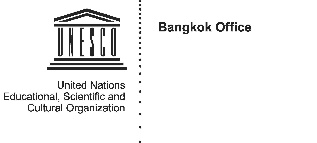 UNESCO
United Nations
Educational, Scientific and
Cultural Organization
Bangkok Office